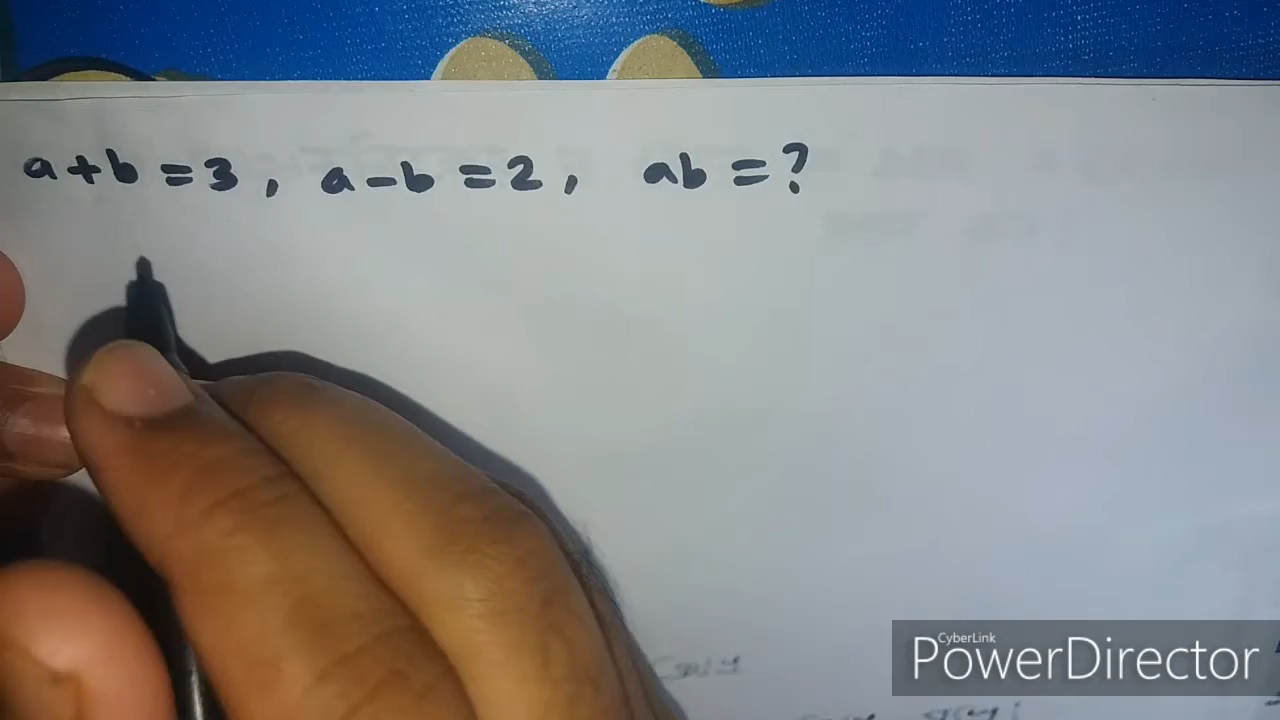 a+b=3, a-b=2, ab=?
CyberLink
PowerDirector